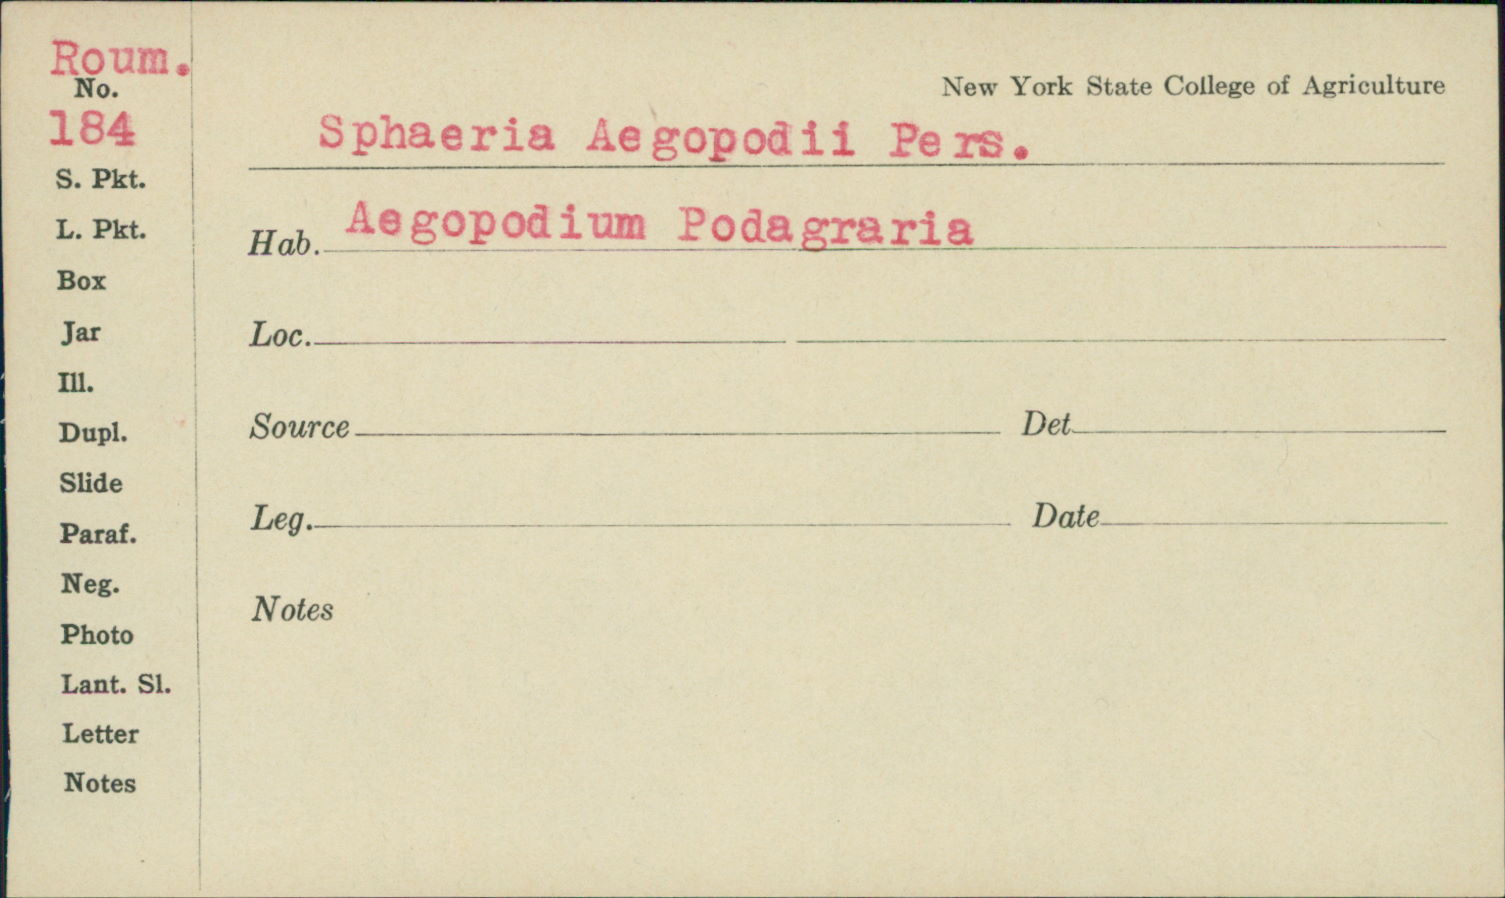 Roum.
No.
184
S. Pkt.
L. Pkt.
Box
Jar
Ill.
Dupl.
Slide
Paraf.
Neg.
Photo
Lant. Sl.
Letter
Notes
New York State College of Agriculture
Sphaeria Aegopodii Pers.
Hab. Aegopodium Podagraria
Loc.
Source Det.
Leg. Date
Notes